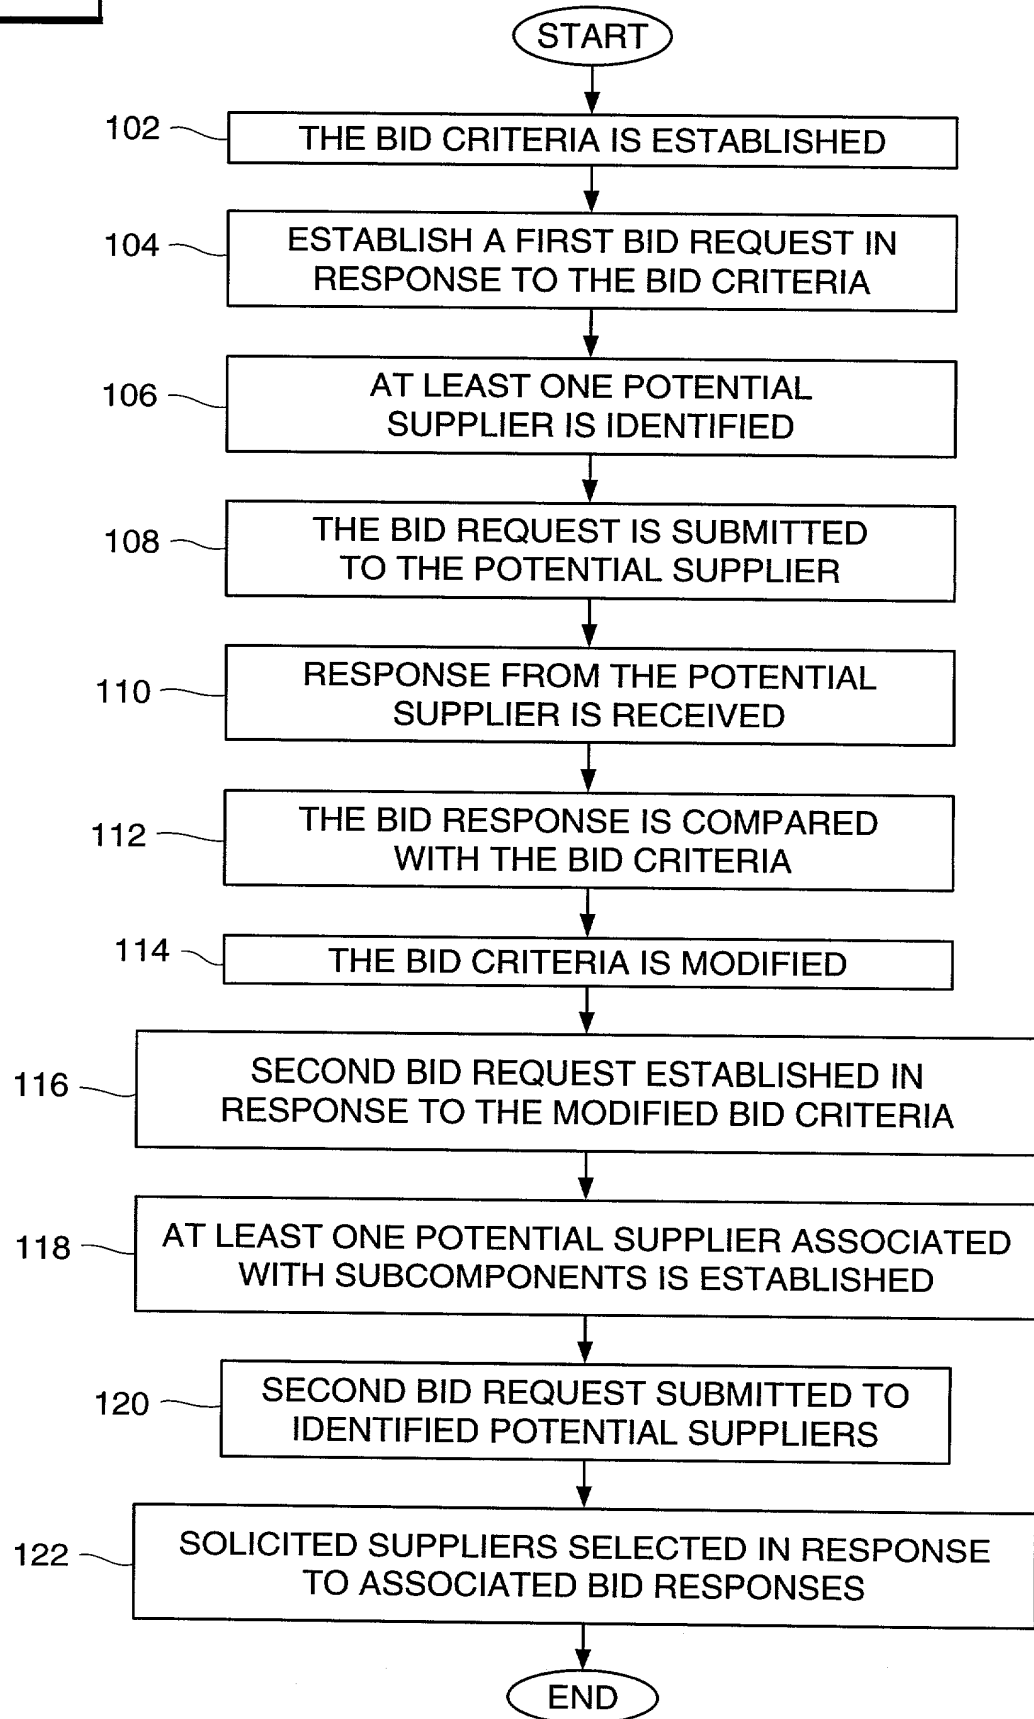 START
102
THE BID CRITERIA IS ESTABLISHED
104
ESTABLISH A FIRST BID REQUEST IN
RESPONSE TO THE BID CRITERIA
106
AT LEAST ONE POTENTIAL
SUPPLIER IS IDENTIFIED
108
THE BID REQUEST IS SUBMITTED
TO THE POTENTIAL SUPPLIER
110
RESPONSE FROM THE POTENTIAL
SUPPLIER IS RECEIVED
112
THE BID RESPONSE IS COMPARED
WITH THE BID CRITERIA
114
THE BID CRITERIA IS MODIFIED
116
SECOND BID REQUEST ESTABLISHED IN
RESPONSE TO THE MODIFIED BID CRITERIA
118
AT LEAST ONE POTENTIAL SUPPLIER ASSOCIATED
WITH SUBCOMPONENTS IS ESTABLISHED
120
SECOND BID REQUEST SUBMITTED TO
IDENTIFIED POTENTIAL SUPPLIERS
122
SOLICITED SUPPLIERS SELECTED IN RESPONSE
TO ASSOCIATED BID RESPONSES
END